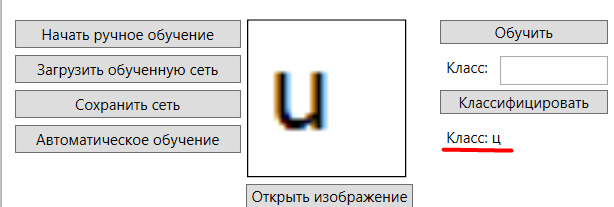 Начать ручное обучение
Загрузить обученную сеть
Сохранить сеть
Автоматическое обучение
u
Открыть изображение
Обучить
Класс:
Классифицировать
Класс: ц